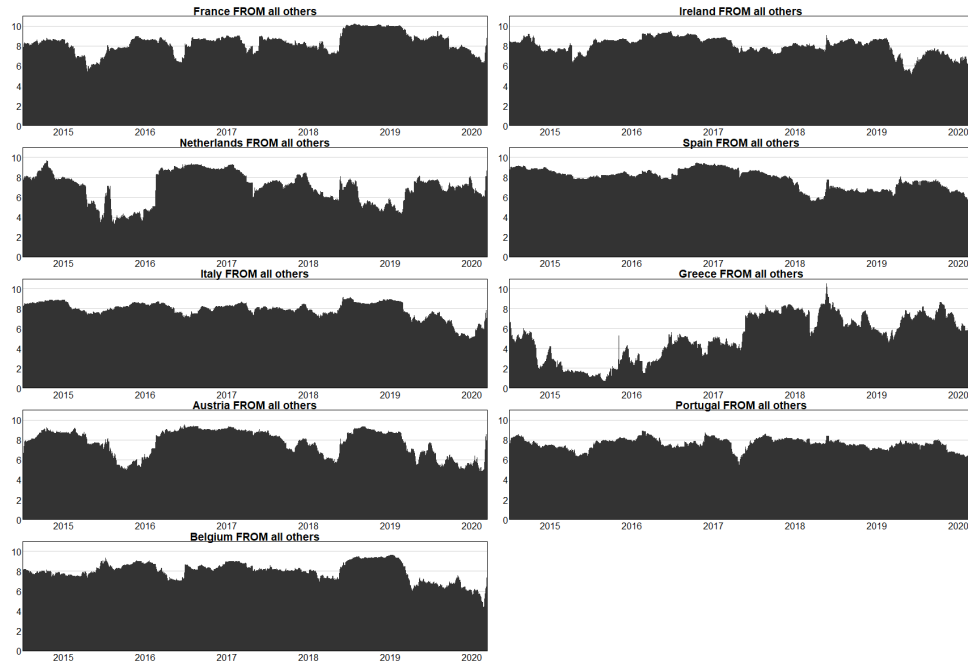 France FROM all others
0 2 4 6 8 10
2015 2016 2017 2018 2019 2020
Ireland FROM all others
0 2 4 6 8 10
2015 2016 2017 2018 2019 2020
Netherlands FROM all others
0 2 4 6 8 10
2015 2016 2017 2018 2019 2020
Spain FROM all others
0 2 4 6 8 10
2015 2016 2017 2018 2019 2020
Italy FROM all others
0 2 4 6 8 10
2015 2016 2017 2018 2019 2020
Greece FROM all others
0 2 4 6 8 10
2015 2016 2017 2018 2019 2020
Austria FROM all others
0 2 4 6 8 10
2015 2016 2017 2018 2019 2020
Portugal FROM all others
0 2 4 6 8 10
2015 2016 2017 2018 2019 2020
Belgium FROM all others
0 2 4 6 8 10
2015 2016 2017 2018 2019 2020